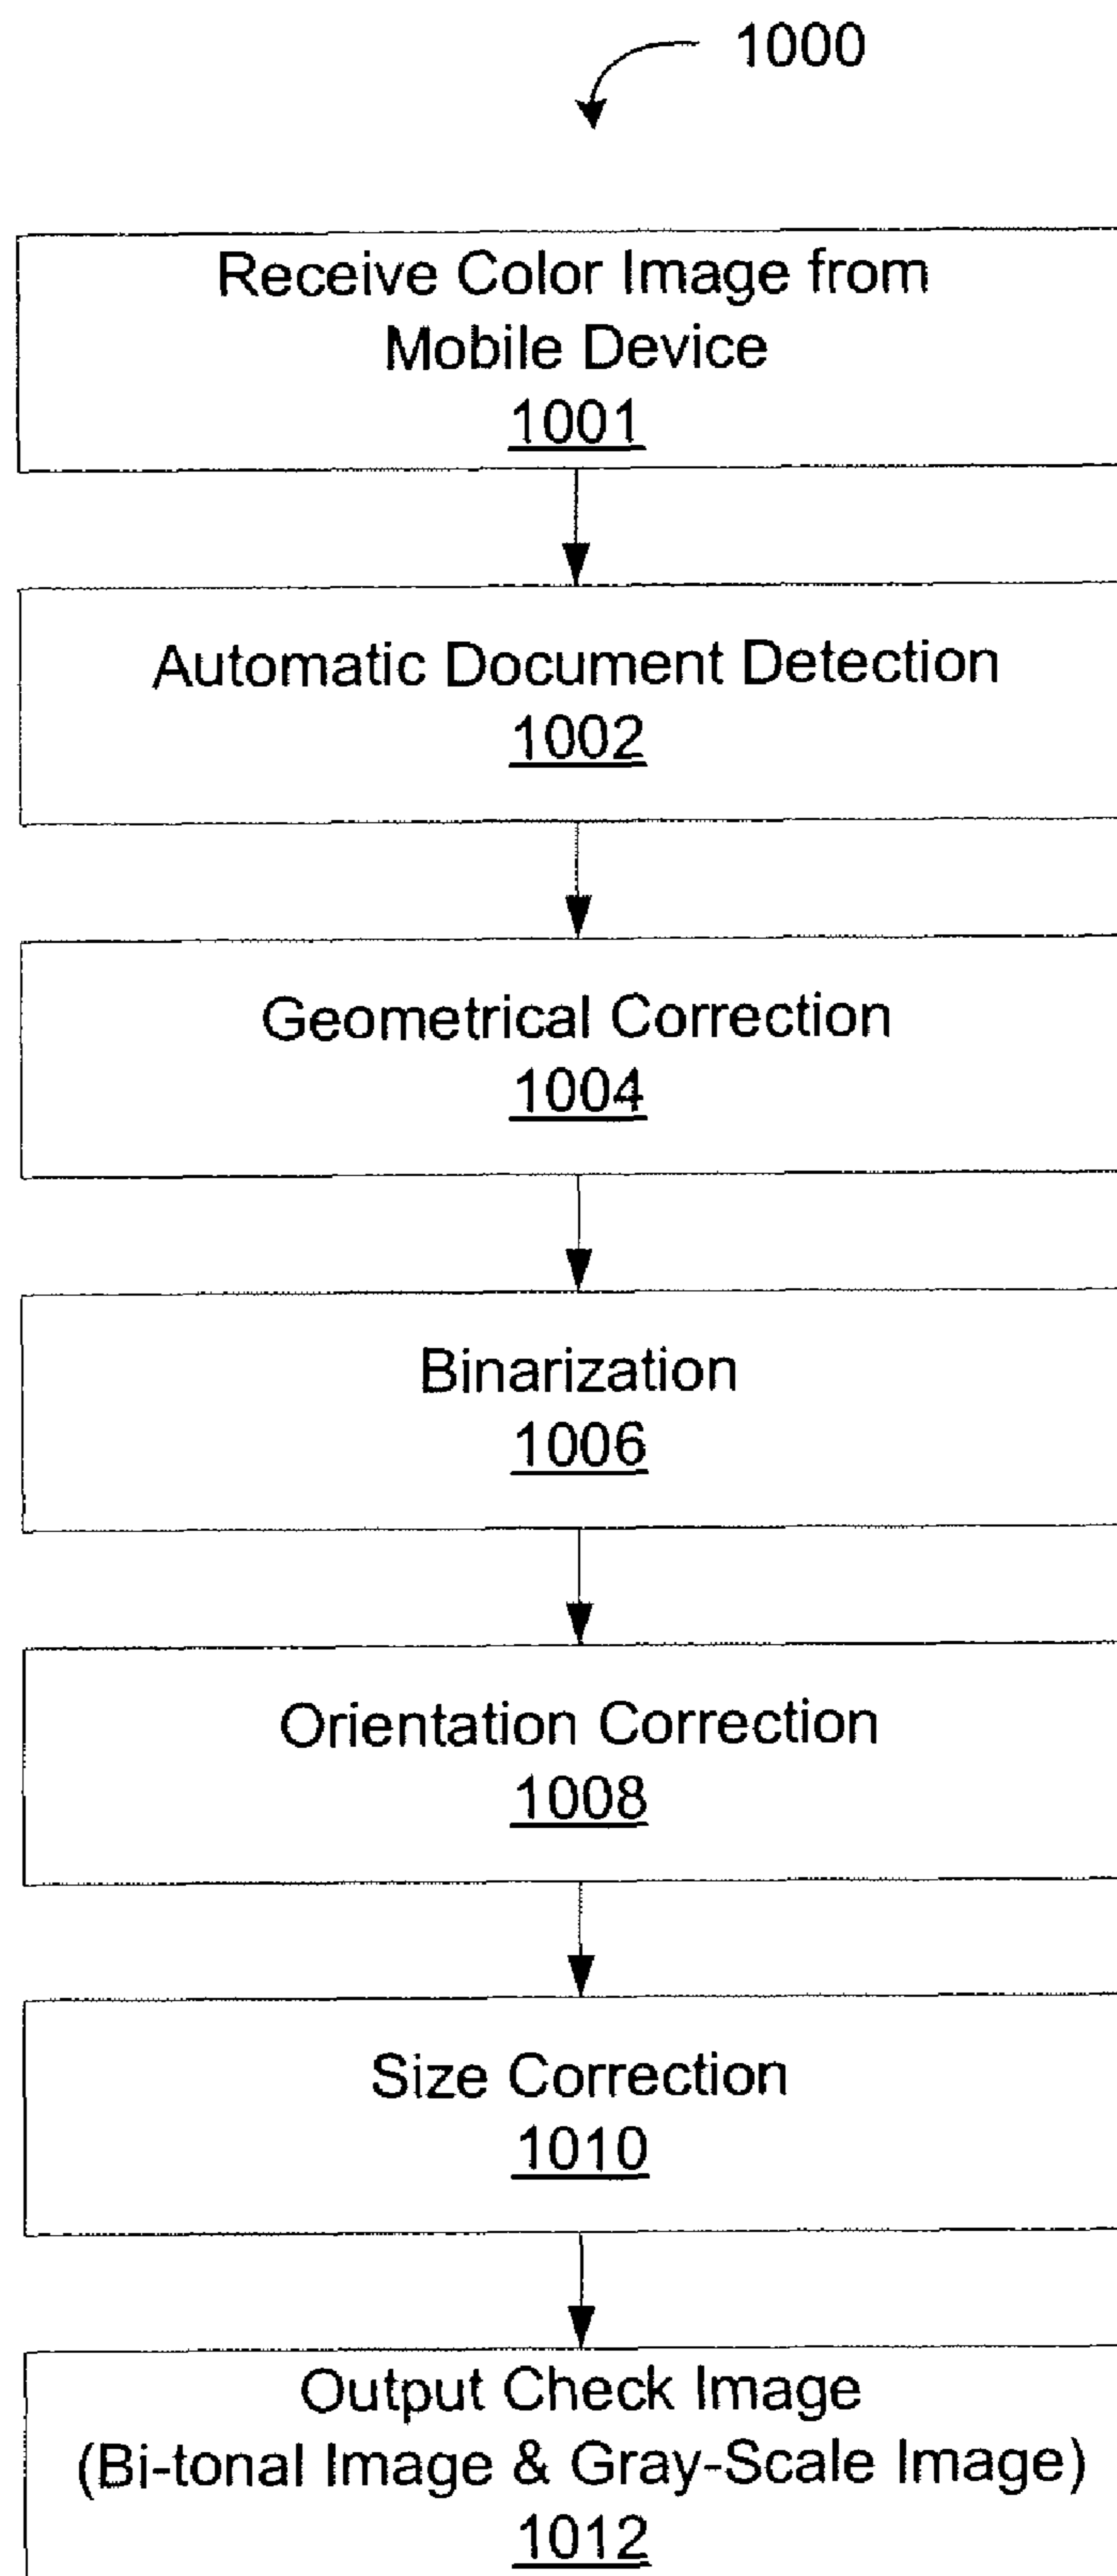 1000
Receive Color Image from
Mobile Device
1001
Automatic Document Detection
1002
Geometrical Correction
1004
Binarization
1006
Orientation Correction
1008
Size Correction
1010
Output Check Image
(Bi-tonal Image & Gray-Scale Image)
1012